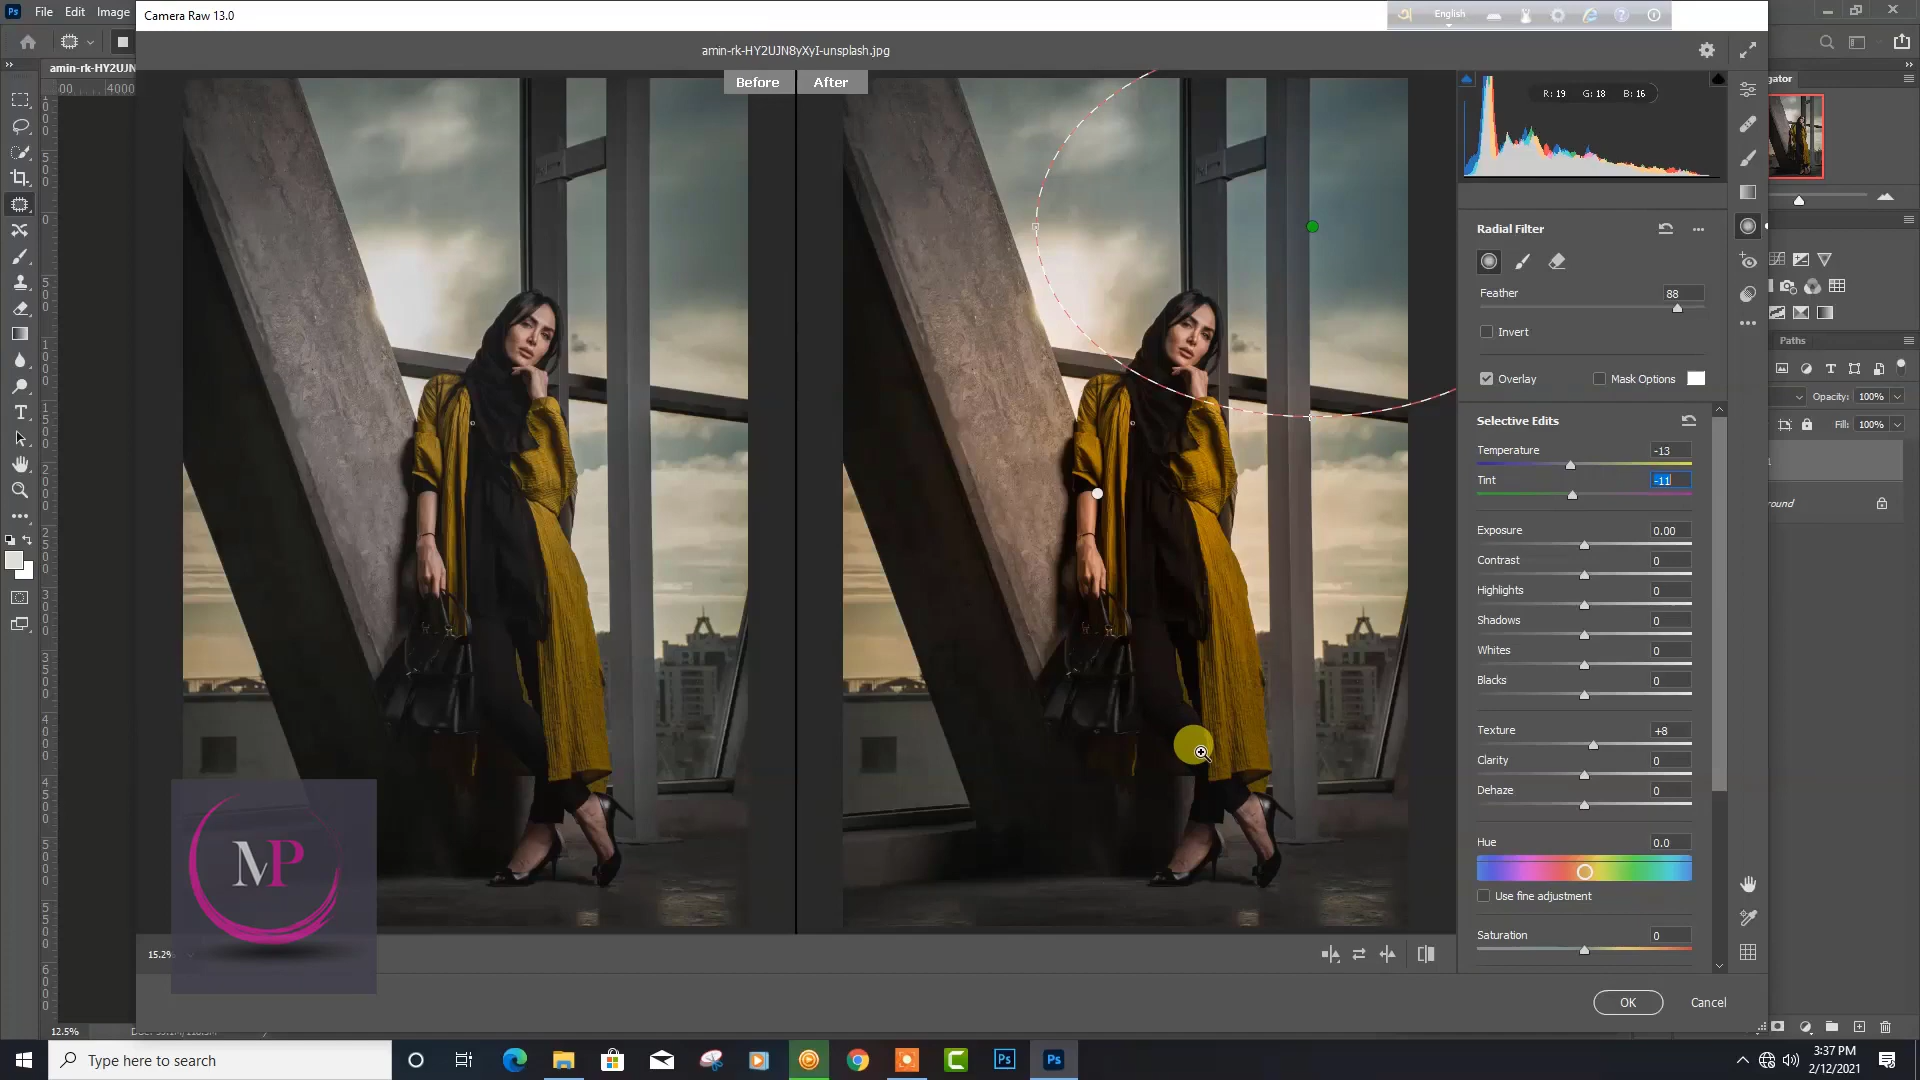 Camera Raw 13.0
English
File Edit Image
amin-rk-HY2UJN8yXyI-unsplash.jpg
amin-rk-HY2UJN
Before After
R: 19 G: 18 B: 16
Radial Filter
Feather 88
Invert
Overlay Mask Options
Selective Edits
Temperature -13
Tint -11
Exposure 0.00
Contrast 0
Highlights 0
Shadows 0
Whites 0
Blacks 0
Texture +8
Clarity 0
Dehaze 0
Hue 0.0
Use fine adjustment
Saturation 0
Paths
Opacity: 100%
Fill: 100%
MP
15.2%
OK Cancel
12.5%
Type here to search
3:37 PM
2/12/2021